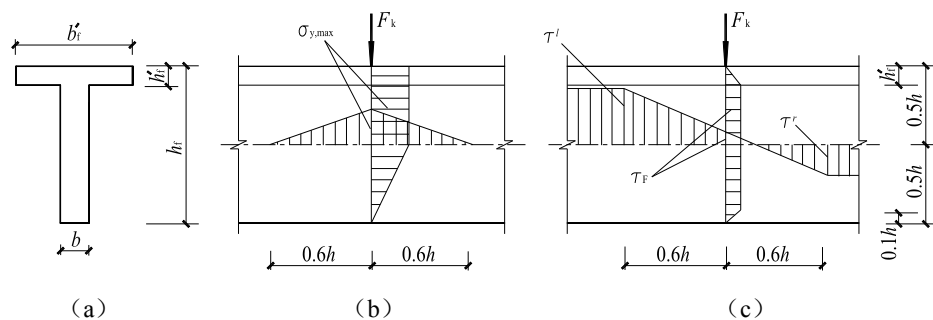 b′f
h′f
hf
b
(a)
Fk
σy,max
0.6h
0.6h
(b)
Fk
τl
τr
τF
h′f
0.5h
0.5h
0.1h
0.6h
0.6h
(c)